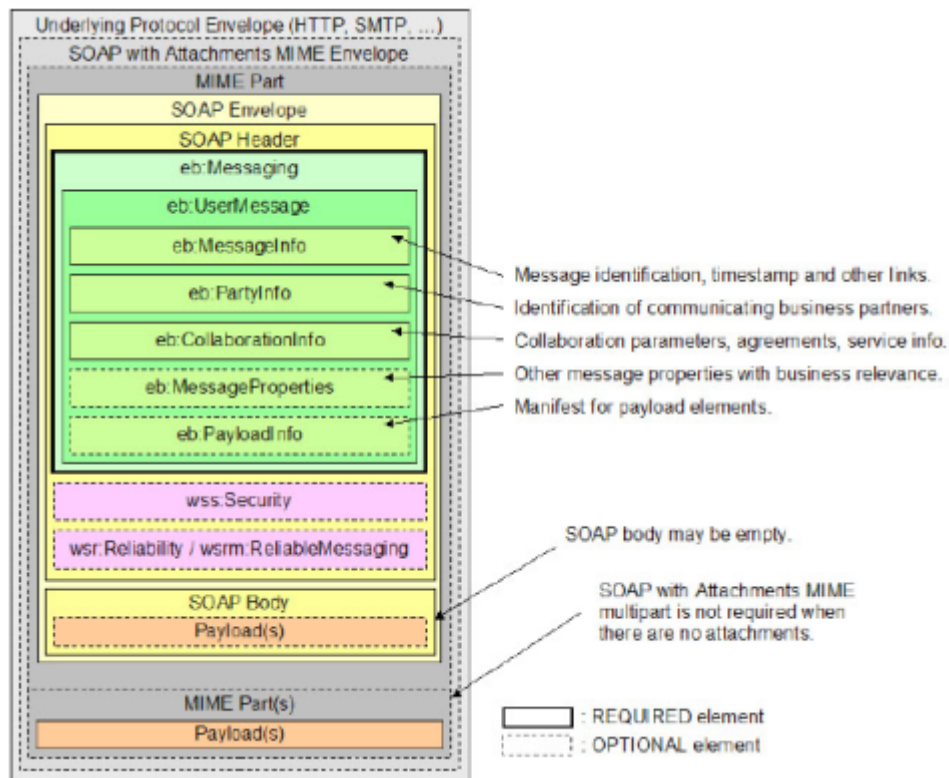 Underlying Protocol Envelope (HTTP, SMTP, …)
SOAP with Attachments MIME Envelope
MIME Part
SOAP Envelope
SOAP Header
eb:Messaging
eb:UserMessage
eb:MessageInfo
eb:PartyInfo
eb:CollaborationInfo
eb:MessageProperties
eb:PayloadInfo
Message identification, timestamp and other links.
Identification of communicating business partners.
Collaboration parameters, agreements, service info.
Other message properties with business relevance.
Manifest for payload elements.
wss:Security
wsr:Reliability / wsrm:ReliableMessaging
SOAP Body
Payload(s)
SOAP body may be empty.
SOAP with Attachments MIME
multipart is not required when
there are no attachments.
MIME Part(s)
Payload(s)
: REQUIRED element
: OPTIONAL element